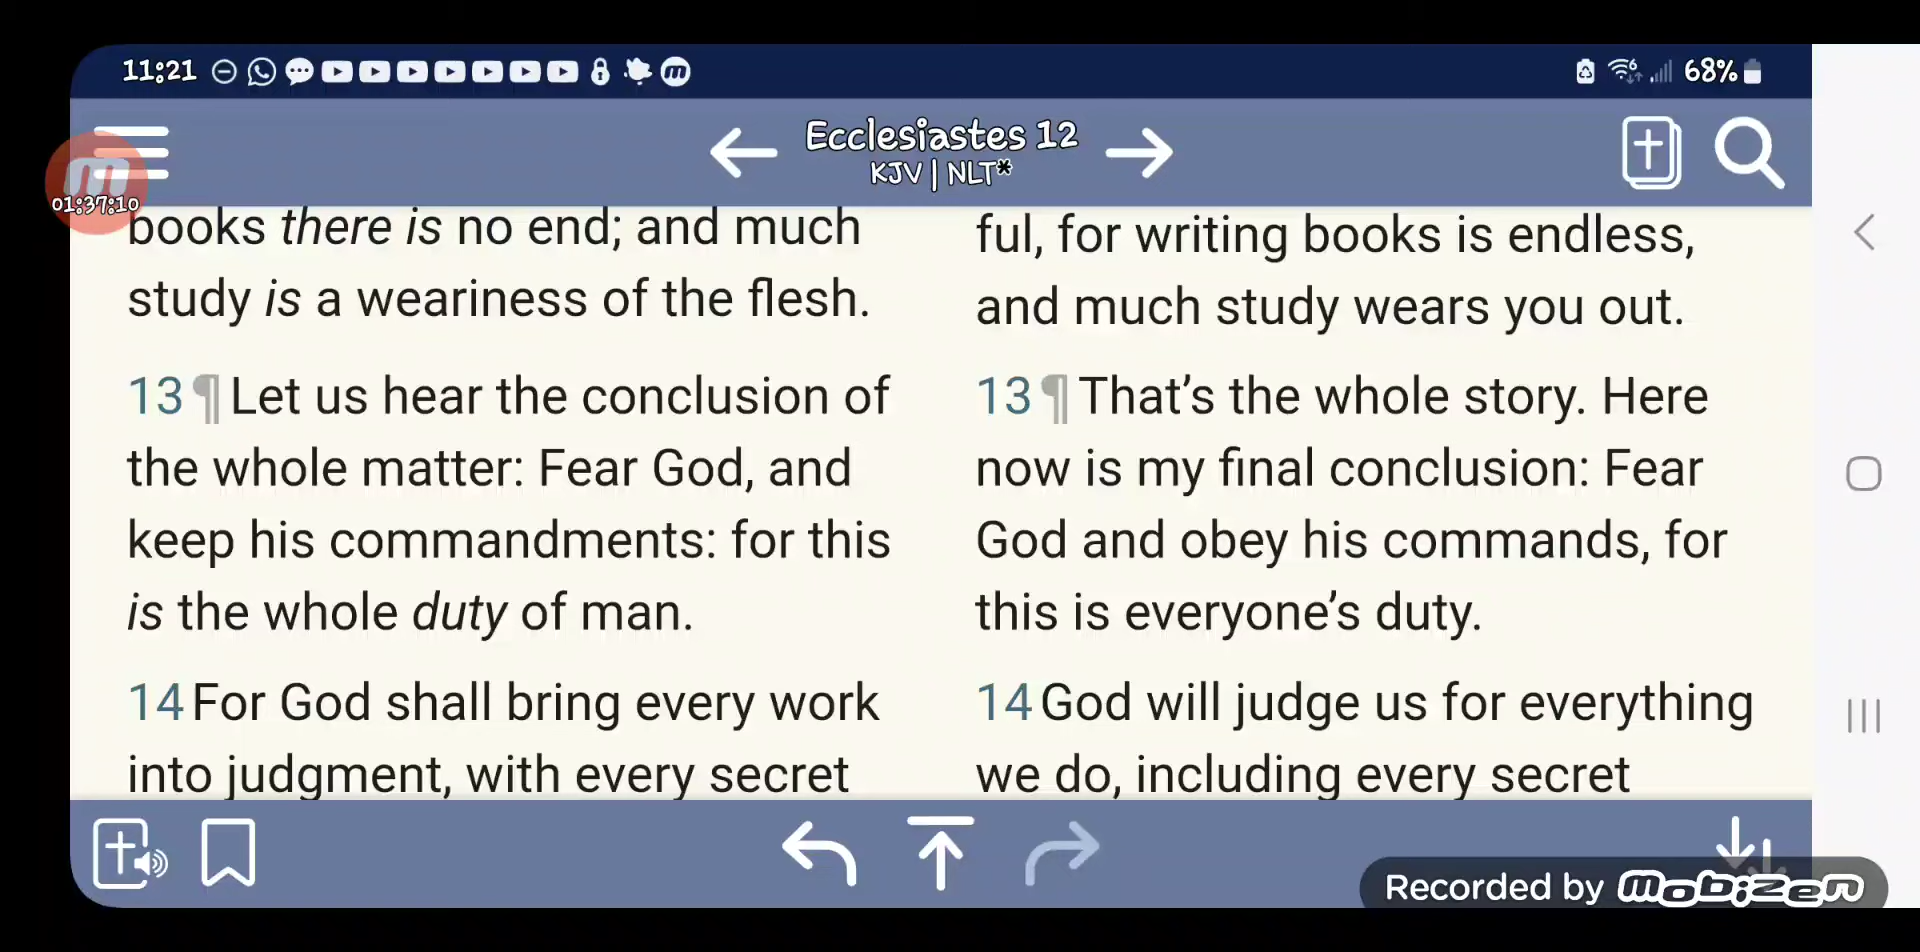 11:21
68%
Ecclesiastes 12
KJV | NLT*
01:37:10
books there is no end; and much
study is a weariness of the flesh.
13 ¶ Let us hear the conclusion of
the whole matter: Fear God, and
keep his commandments: for this
is the whole duty of man.
14 For God shall bring every work
into judgment, with every secret
ful, for writing books is endless,
and much study wears you out.
13 ¶ That’s the whole story. Here
now is my final conclusion: Fear
God and obey his commands, for
this is everyone’s duty.
14 God will judge us for everything
we do, including every secret
Recorded by Mobizen